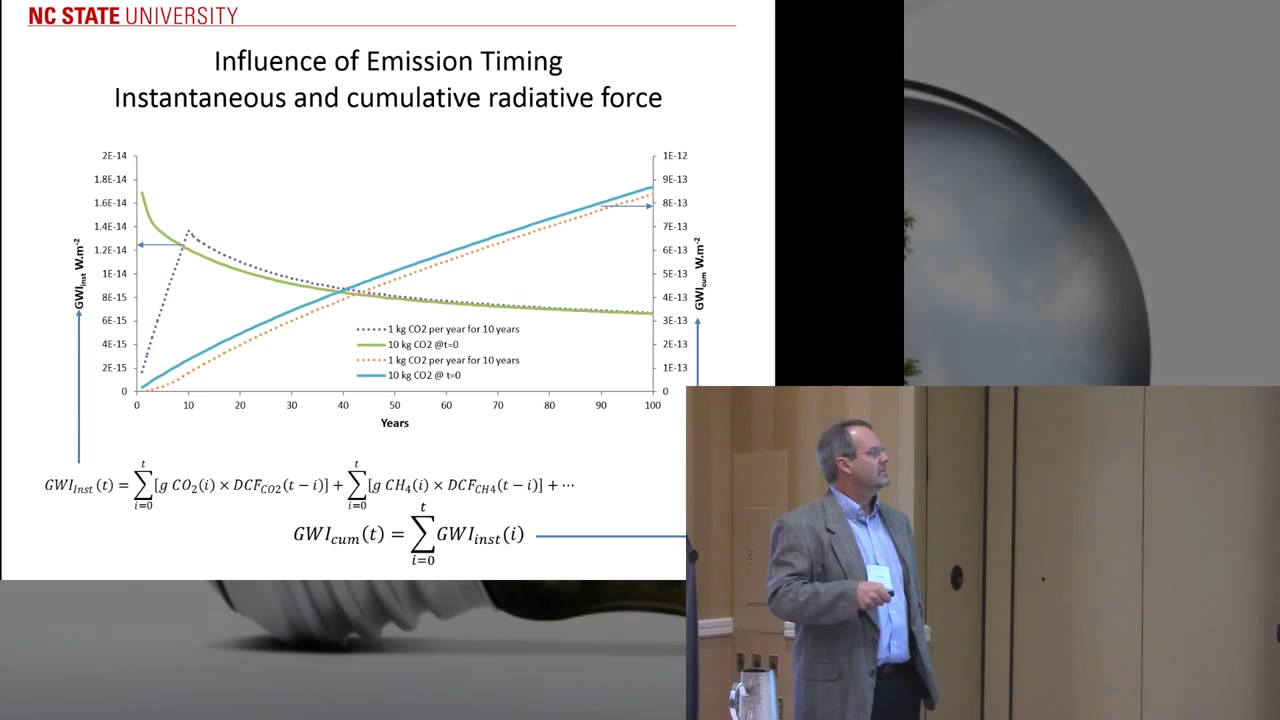 NC STATE UNIVERSITY
Influence of Emission Timing
Instantaneous and cumulative radiative force
2E-14
1.8E-14
1.6E-14
1.4E-14
1.2E-14
1E-14
8E-15
6E-15
4E-15
2E-15
0
GWI_inst W.m⁻²
1E-12
9E-13
8E-13
7E-13
6E-13
5E-13
4E-13
3E-13
2E-13
1E-13
0
GWI_cum W.m⁻²
1 kg CO2 per year for 10 years
10 kg CO2 @t=0
1 kg CO2 per year for 10 years
10 kg CO2 @ t=0
0 10 20 30 40 50 60 70 80 90 100
Years
GWI_Inst(t) = ∑_{i=0}^{t}[g CO₂(i) × DCF_CO2(t − i)] + ∑_{i=0}^{t}[g CH₄(i) × DCF_CH4(t − i)] + ⋯
GWI_cum(t) = ∑_{i=0}^{t} GWI_inst(i)